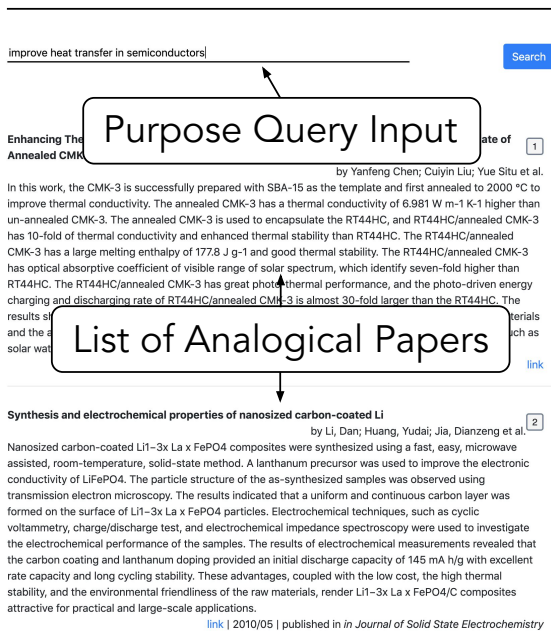 improve heat transfer in semiconductors
Search
Purpose Query Input
Enhancing The
ate of
1
Annealed CMK
by Yanfeng Chen; Cuiyin Liu; Yue Situ et al.
In this work, the CMK-3 is successfully prepared with SBA-15 as the template and first annealed to 2000 °C to
improve thermal conductivity. The annealed CMK-3 has a thermal conductivity of 6.981 W m-1 K-1 higher than
un-annealed CMK-3. The annealed CMK-3 is used to encapsulate the RT44HC, and RT44HC/annealed CMK-3
has 10-fold of thermal conductivity and enhanced thermal stability than RT44HC. The RT44HC/annealed
CMK-3 has a large melting enthalpy of 177.8 J g-1 and good thermal stability. The RT44HC/annealed CMK-3
has optical absorptive coefficient of visible range of solar spectrum, which identify seven-fold higher than
RT44HC. The RT44HC/annealed CMK-3 has great photo-thermal performance, and the photo-driven energy
charging and discharging rate of RT44HC/annealed CMK-3 is almost 30-fold larger than the RT44HC. The
results sh
terials
and the a
uch as
solar wat
List of Analogical Papers
link
Synthesis and electrochemical properties of nanosized carbon-coated Li
2
by Li, Dan; Huang, Yudai; Jia, Dianzeng et al.
Nanosized carbon-coated Li1−3x La x FePO4 composites were synthesized using a fast, easy, microwave
assisted, room-temperature, solid-state method. A lanthanum precursor was used to improve the electronic
conductivity of LiFePO4. The particle structure of the as-synthesized samples was observed using
transmission electron microscopy. The results indicated that a uniform and continuous carbon layer was
formed on the surface of Li1−3x La x FePO4 particles. Electrochemical techniques, such as cyclic
voltammetry, charge/discharge test, and electrochemical impedance spectroscopy were used to investigate
the electrochemical performance of the samples. The results of electrochemical measurements revealed that
the carbon coating and lanthanum doping provided an initial discharge capacity of 145 mA h/g with excellent
rate capacity and long cycling stability. These advantages, coupled with the low cost, the high thermal
stability, and the environmental friendliness of the raw materials, render Li1−3x La x FePO4/C composites
attractive for practical and large-scale applications.
link | 2010/05 | published in in Journal of Solid State Electrochemistry